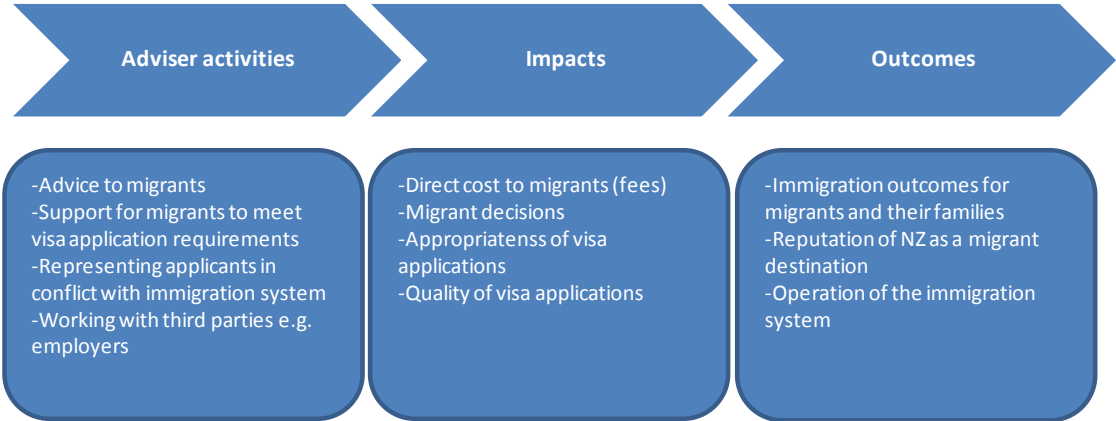 Adviser activities
Impacts
Outcomes
-Advice to migrants
-Support for migrants to meet
visa application requirements
-Representing applicants in
conflict with immigration system
-Working with third parties e.g.
employers
-Direct cost to migrants (fees)
-Migrant decisions
-Appropriatenss of visa
applications
-Quality of visa applications
-Immigration outcomes for
migrants and their families
-Reputation of NZ as a migrant
destination
-Operation of the immigration
system